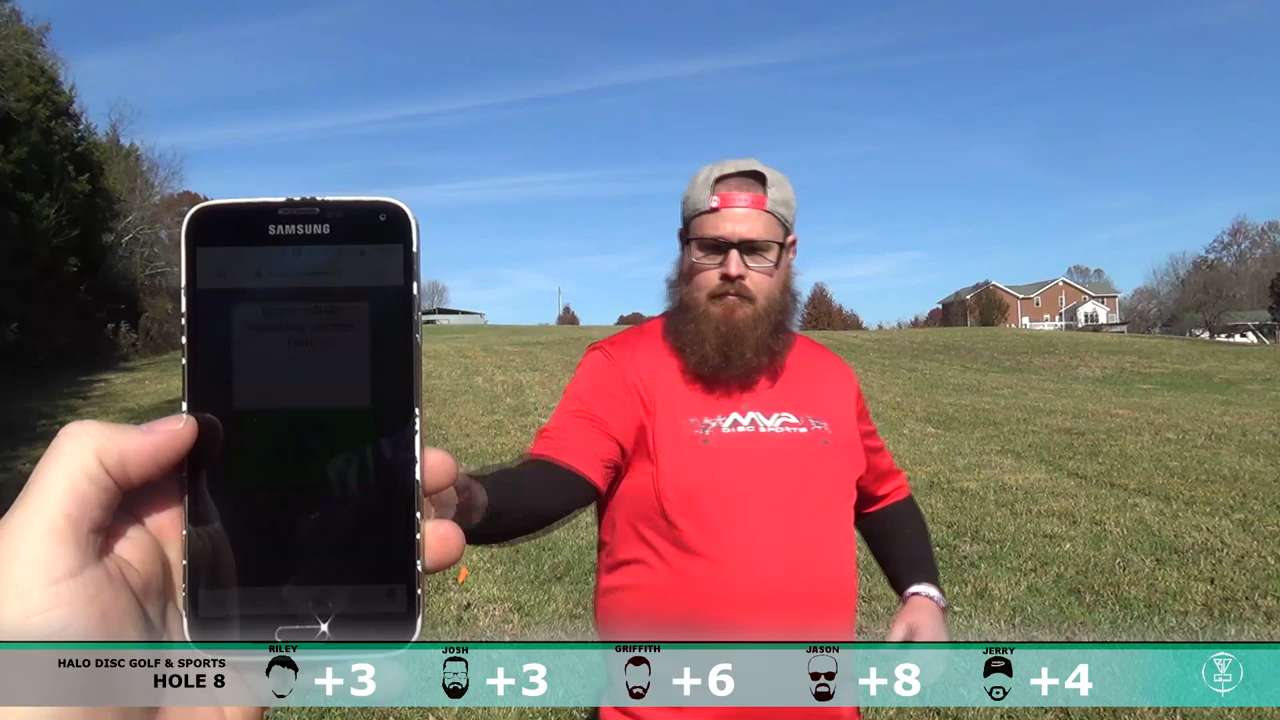 SAMSUNG
MVP
DISC SPORTS
HALO DISC GOLF & SPORTS
HOLE 8
RILEY
+3
JOSH
+3
GRIFFITH
+6
JASON
+8
JERRY
+4